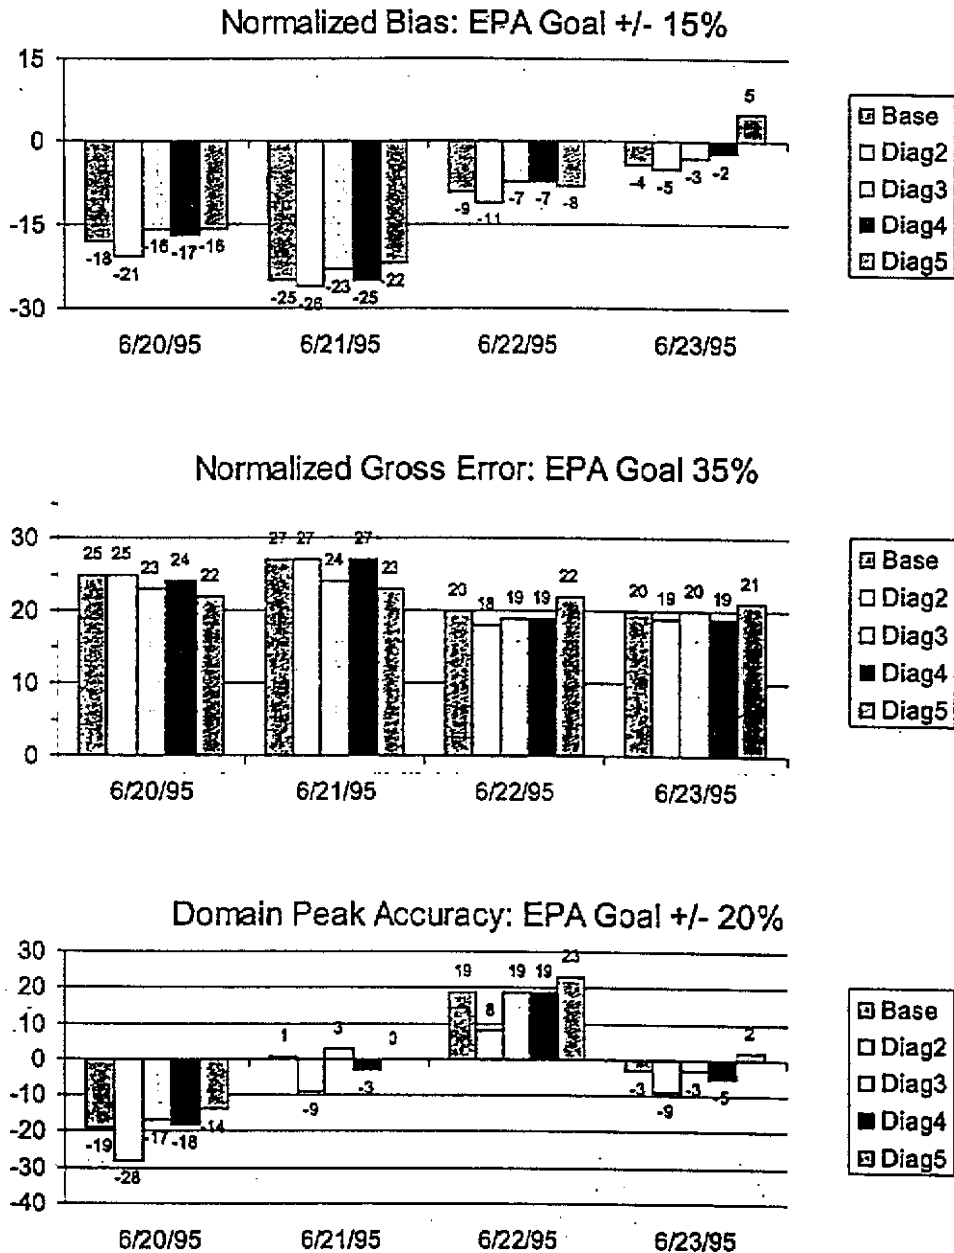 Normalized Bias: EPA Goal +/- 15%
15
0
-15
-30
-18
-21
-16
-17
-16
-25
-26
-23
-25
22
-9
-11
-7
-7
-8
-4
-5
-3
-2
5
6/20/95 6/21/95 6/22/95 6/23/95
Base
Diag2
Diag3
Diag4
Diag5
Normalized Gross Error: EPA Goal 35%
30
20
10
0
25 25 23 24 22
27 27 24 27 23
20 18 19 19 22
20 19 20 19 21
6/20/95 6/21/95 6/22/95 6/23/95
Base
Diag2
Diag3
Diag4
Diag5
Domain Peak Accuracy: EPA Goal +/- 20%
30
20
10
0
-10
-20
-30
-40
-19
-28
-17
-18
-14
1
-9
3
-3
0
19
8
19
19
23
-3
-9
-3
-5
2
6/20/95 6/21/95 6/22/95 6/23/95
Base
Diag2
Diag3
Diag4
Diag5